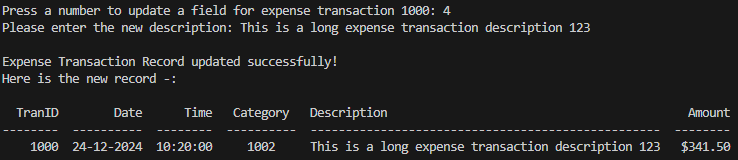 Press a number to update a field for expense transaction 1000: 4
Please enter the new description: This is a long expense transaction description 123
Expense Transaction Record updated successfully!
Here is the new record -:
TranID        Date      Time   Category  Description                                           Amount
--------  ----------  --------  ----------  --------------------------------------------------  --------
1000  24-12-2024  10:20:00     1002     This is a long expense transaction description 123   $341.50